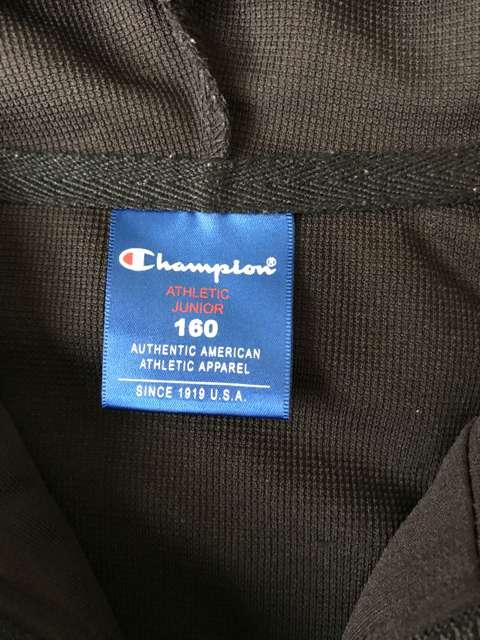 Champion®
ATHLETIC
JUNIOR
160
AUTHENTIC AMERICAN
ATHLETIC APPAREL
SINCE 1919 U.S.A.